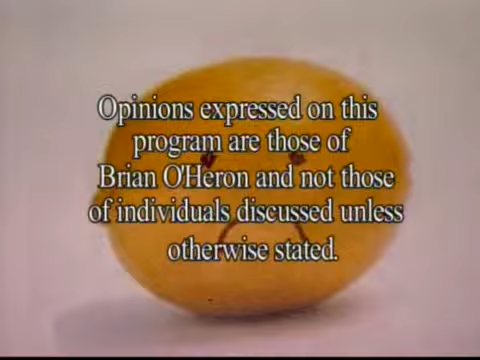 Opinions expressed on this
program are those of
Brian O'Heron and not those
of individuals discussed unless
otherwise stated.